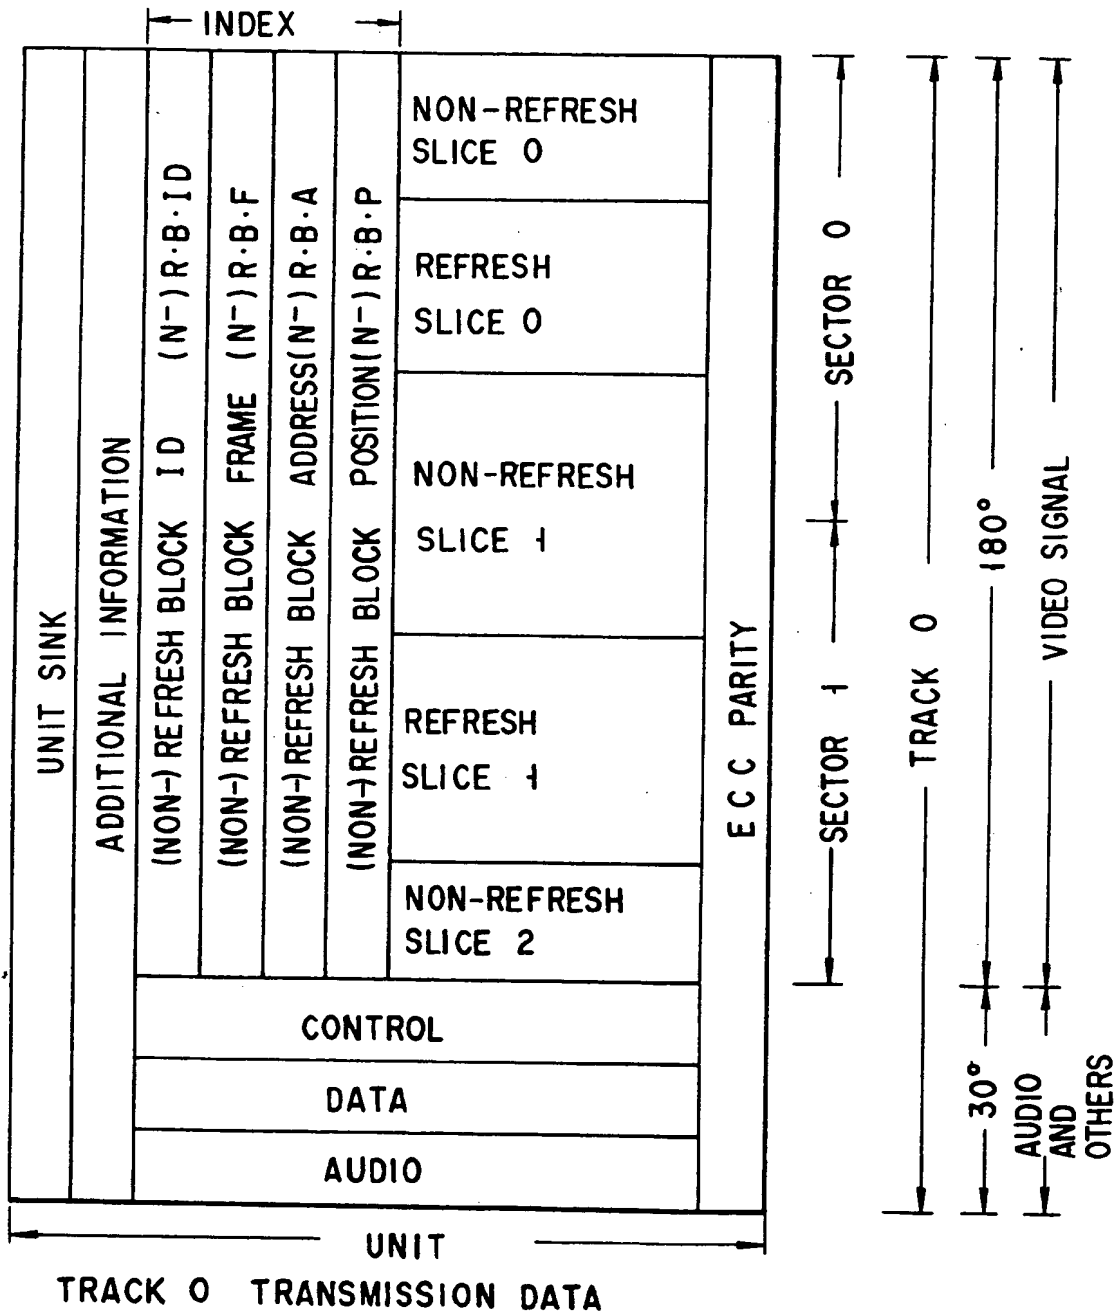 INDEX
UNIT SINK
ADDITIONAL INFORMATION
(NON-)REFRESH BLOCK ID (N-)R·B·ID
(NON-)REFRESH BLOCK FRAME (N-)R·B·F
(NON-)REFRESH BLOCK ADDRESS(N-)R·B·A
(NON-)REFRESH BLOCK POSITION(N-)R·B·P
NON-REFRESH
SLICE 0
REFRESH
SLICE 0
NON-REFRESH
SLICE 1
REFRESH
SLICE 1
NON-REFRESH
SLICE 2
ECC PARITY
CONTROL
DATA
AUDIO
SECTOR 0
SECTOR 1
TRACK 0
180°
30°
VIDEO SIGNAL
AUDIO
AND
OTHERS
UNIT
TRACK 0 TRANSMISSION DATA